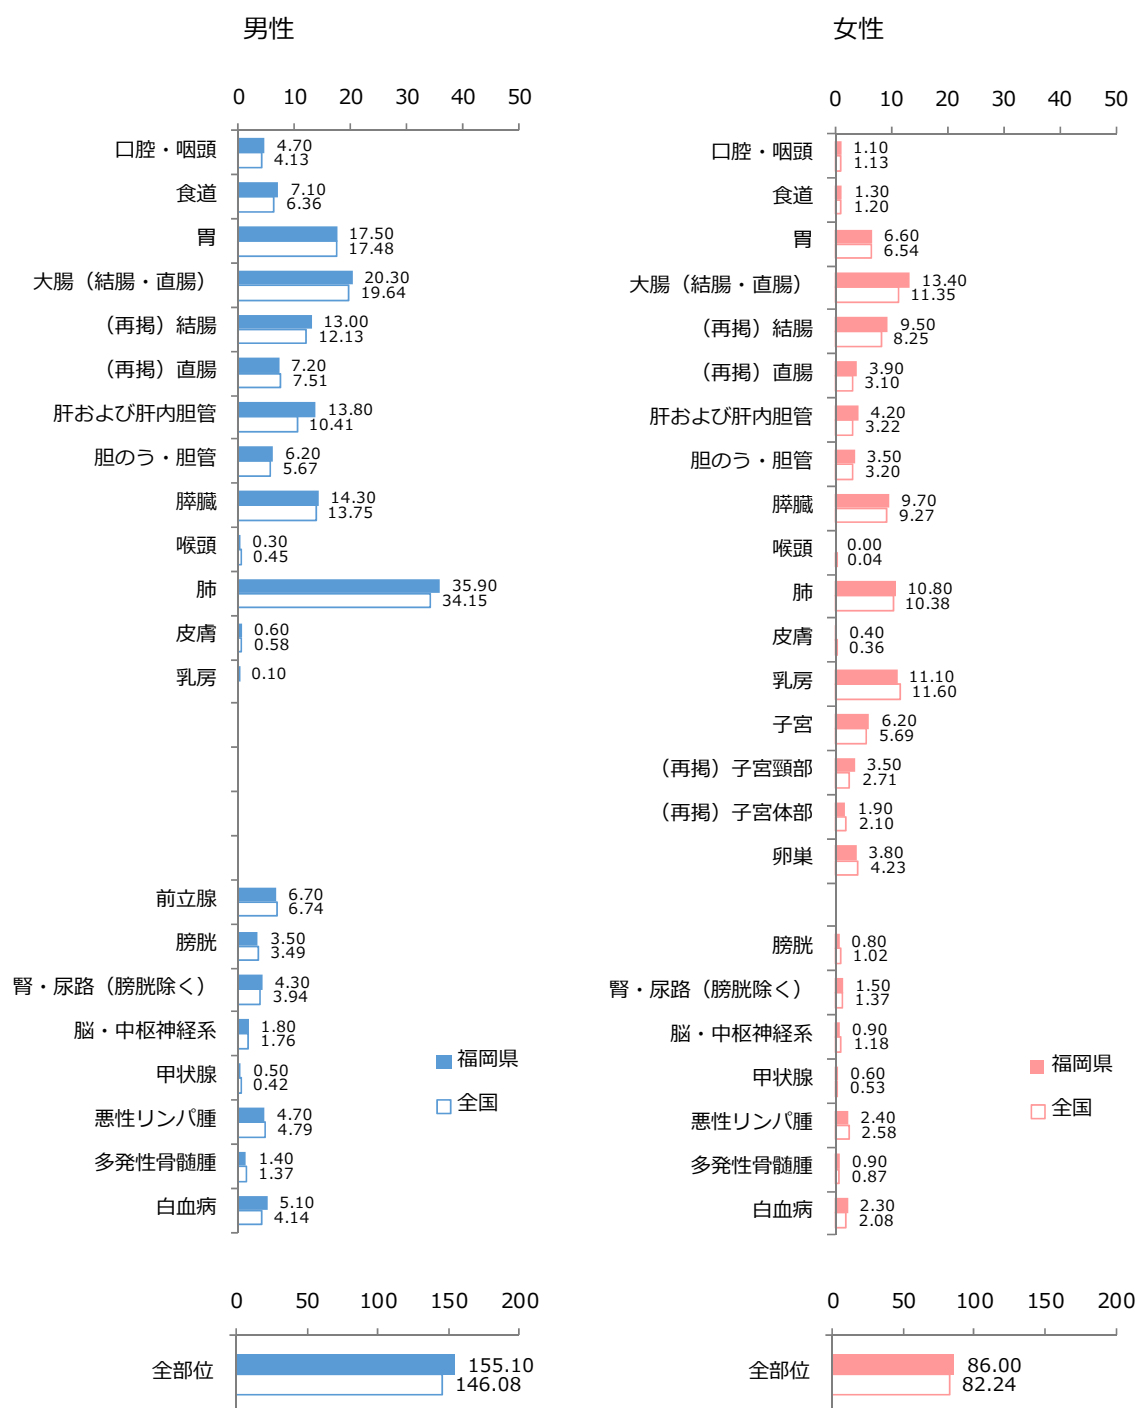 男性
0 10 20 30 40 50
口腔・咽頭 4.70
4.13
食道 7.10
6.36
胃 17.50
17.48
大腸（結腸・直腸） 20.30
19.64
（再掲）結腸 13.00
12.13
（再掲）直腸 7.20
7.51
肝および肝内胆管 13.80
10.41
胆のう・胆管 6.20
5.67
膵臓 14.30
13.75
喉頭 0.30
0.45
肺 35.90
34.15
皮膚 0.60
0.58
乳房 0.10
前立腺 6.70
6.74
膀胱 3.50
3.49
腎・尿路（膀胱除く） 4.30
3.94
脳・中枢神経系 1.80
1.76
甲状腺 0.50
0.42
悪性リンパ腫 4.70
4.79
多発性骨髄腫 1.40
1.37
白血病 5.10
4.14
福岡県
全国
0 50 100 150 200
全部位 155.10
146.08
女性
0 10 20 30 40 50
口腔・咽頭 1.10
1.13
食道 1.30
1.20
胃 6.60
6.54
大腸（結腸・直腸） 13.40
11.35
（再掲）結腸 9.50
8.25
（再掲）直腸 3.90
3.10
肝および肝内胆管 4.20
3.22
胆のう・胆管 3.50
3.20
膵臓 9.70
9.27
喉頭 0.00
0.04
肺 10.80
10.38
皮膚 0.40
0.36
乳房 11.10
11.60
子宮 6.20
5.69
（再掲）子宮頸部 3.50
2.71
（再掲）子宮体部 1.90
2.10
卵巣 3.80
4.23
膀胱 0.80
1.02
腎・尿路（膀胱除く） 1.50
1.37
脳・中枢神経系 0.90
1.18
甲状腺 0.60
0.53
悪性リンパ腫 2.40
2.58
多発性骨髄腫 0.90
0.87
白血病 2.30
2.08
福岡県
全国
0 50 100 150 200
全部位 86.00
82.24